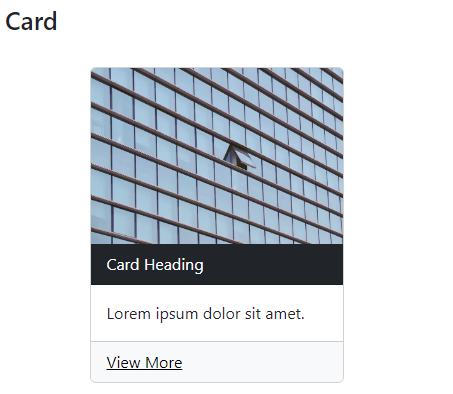 Card
Card Heading
Lorem ipsum dolor sit amet.
View More